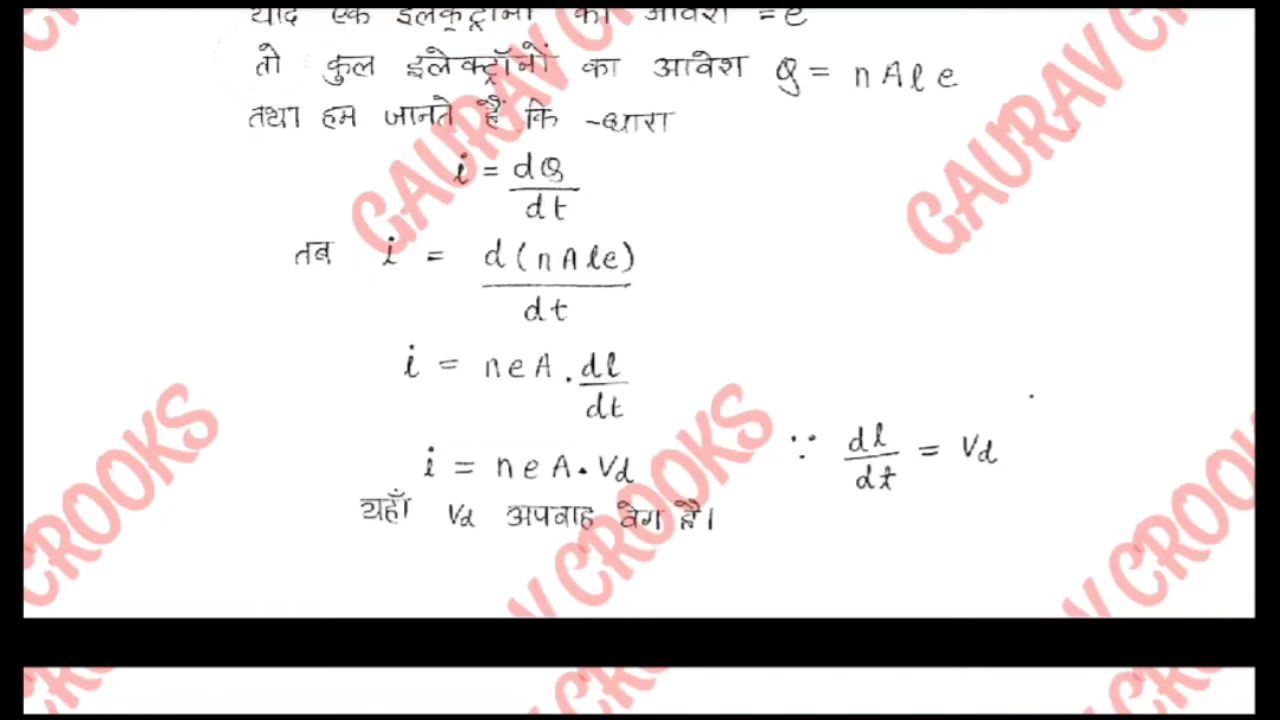 यदि एक इलेक्ट्रॉनों का आवेश = e
तो कुल इलेक्ट्रॉनों का आवेश Q = nAle
तथा हम जानते हैं कि -धारा
i = dQ
dt
तब i = d(nAle)
dt
i = neA . dl
dt
i = neA . Vd ∵ dl = Vd
dt
यहाँ Vd अपवाह वेग है।
GAURAV CROOKS